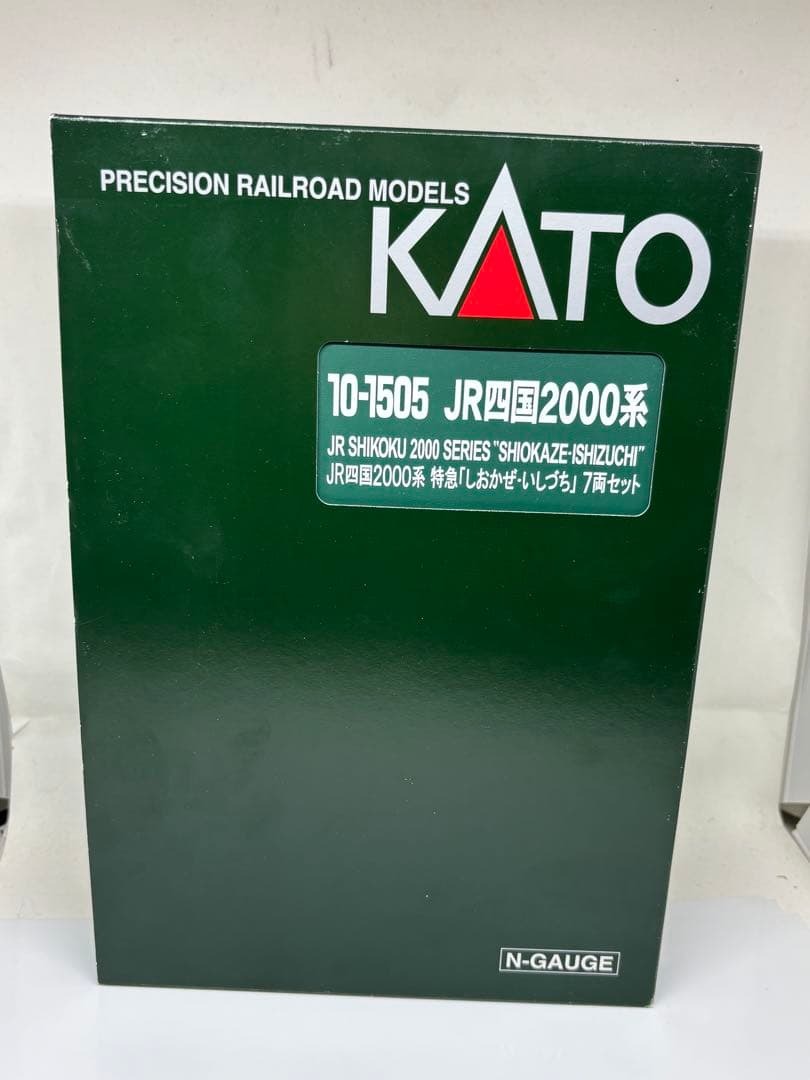 PRECISION RAILROAD MODELS
KATO
10-1505 JR四国2000系
JR SHIKOKU 2000 SERIES "SHIOKAZE-ISHIZUCHI"
JR四国2000系 特急「しおかぜ・いしづち」 7両セット
N-GAUGE